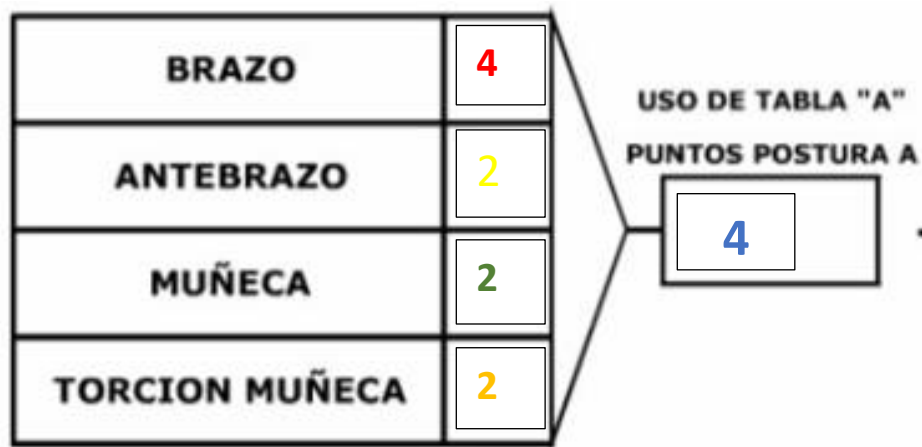 BRAZO 4
ANTEBRAZO 2
MUÑECA 2
TORCION MUÑECA 2
USO DE TABLA "A"
PUNTOS POSTURA A
4